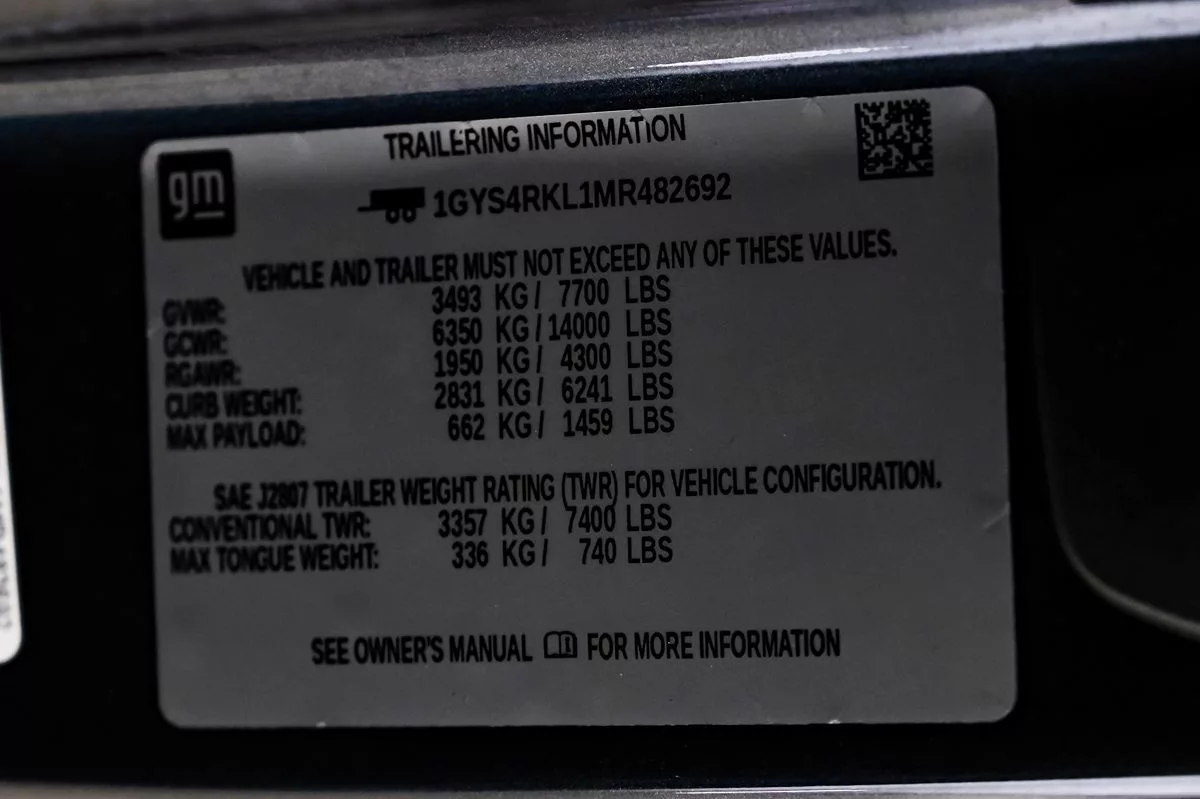 TRAILERING INFORMATION
gm
1GYS4RKL1MR482692
VEHICLE AND TRAILER MUST NOT EXCEED ANY OF THESE VALUES.
GVWR: 3493 KG / 7700 LBS
GCWR: 6350 KG / 14000 LBS
RGAWR: 1950 KG / 4300 LBS
CURB WEIGHT: 2831 KG / 6241 LBS
MAX PAYLOAD: 662 KG / 1459 LBS
SAE J2807 TRAILER WEIGHT RATING (TWR) FOR VEHICLE CONFIGURATION.
CONVENTIONAL TWR: 3357 KG / 7400 LBS
MAX TONGUE WEIGHT: 336 KG / 740 LBS
SEE OWNER'S MANUAL FOR MORE INFORMATION